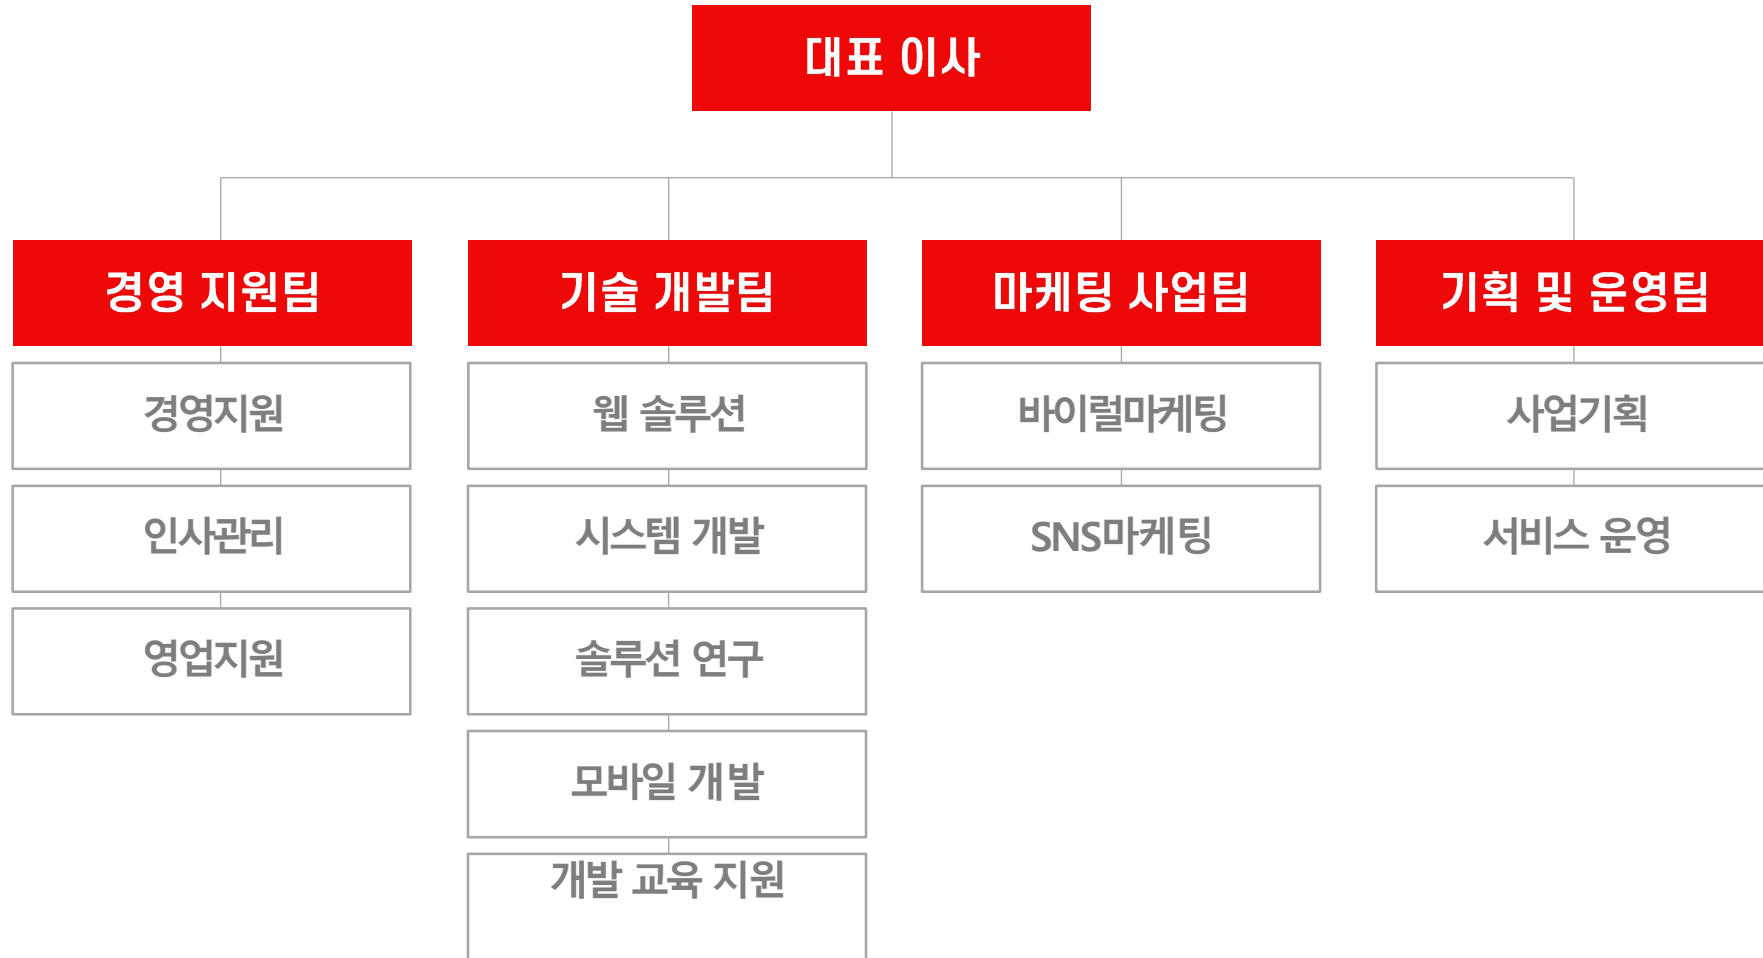 대표 이사
경영 지원팀
기술 개발팀
마케팅 사업팀
기획 및 운영팀
경영지원
웹 솔루션
바이럴마케팅
사업기획
인사관리
시스템 개발
SNS마케팅
서비스 운영
영업지원
솔루션 연구
모바일 개발
개발 교육 지원